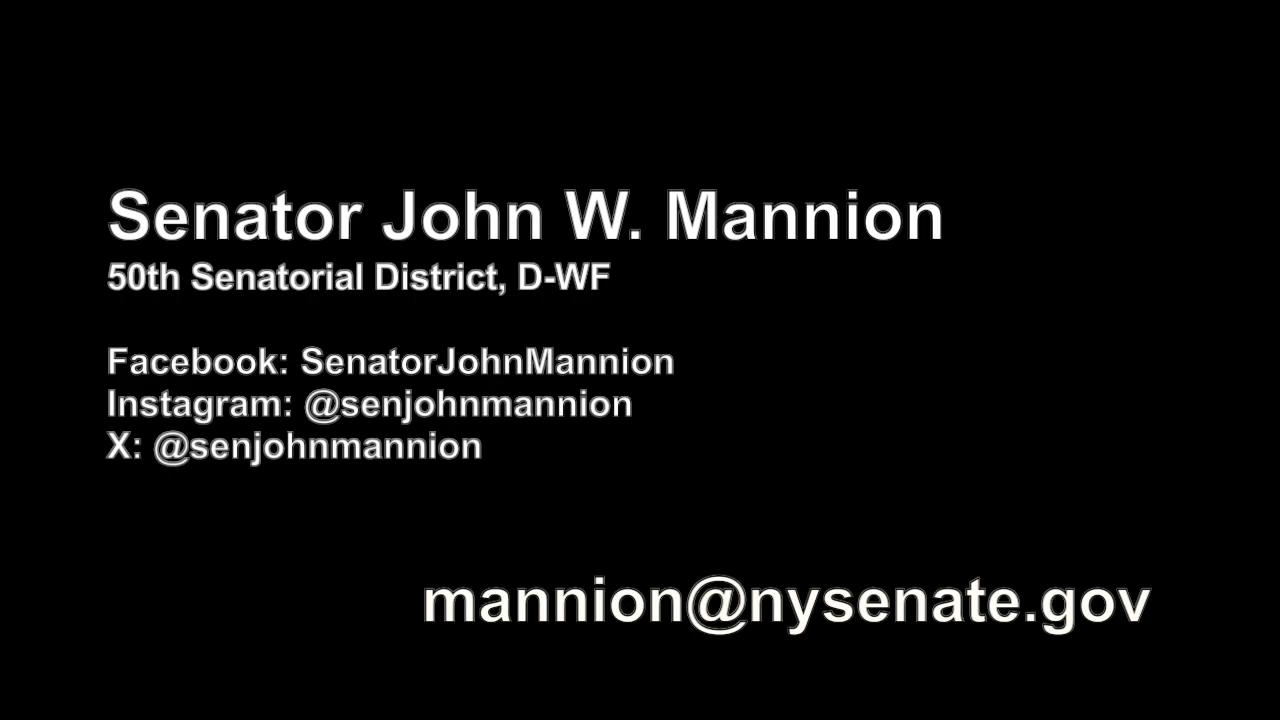 Senator John W. Mannion
50th Senatorial District, D-WF
Facebook: SenatorJohnMannion
Instagram: @senjohnmannion
X: @senjohnmannion
mannion@nysenate.gov